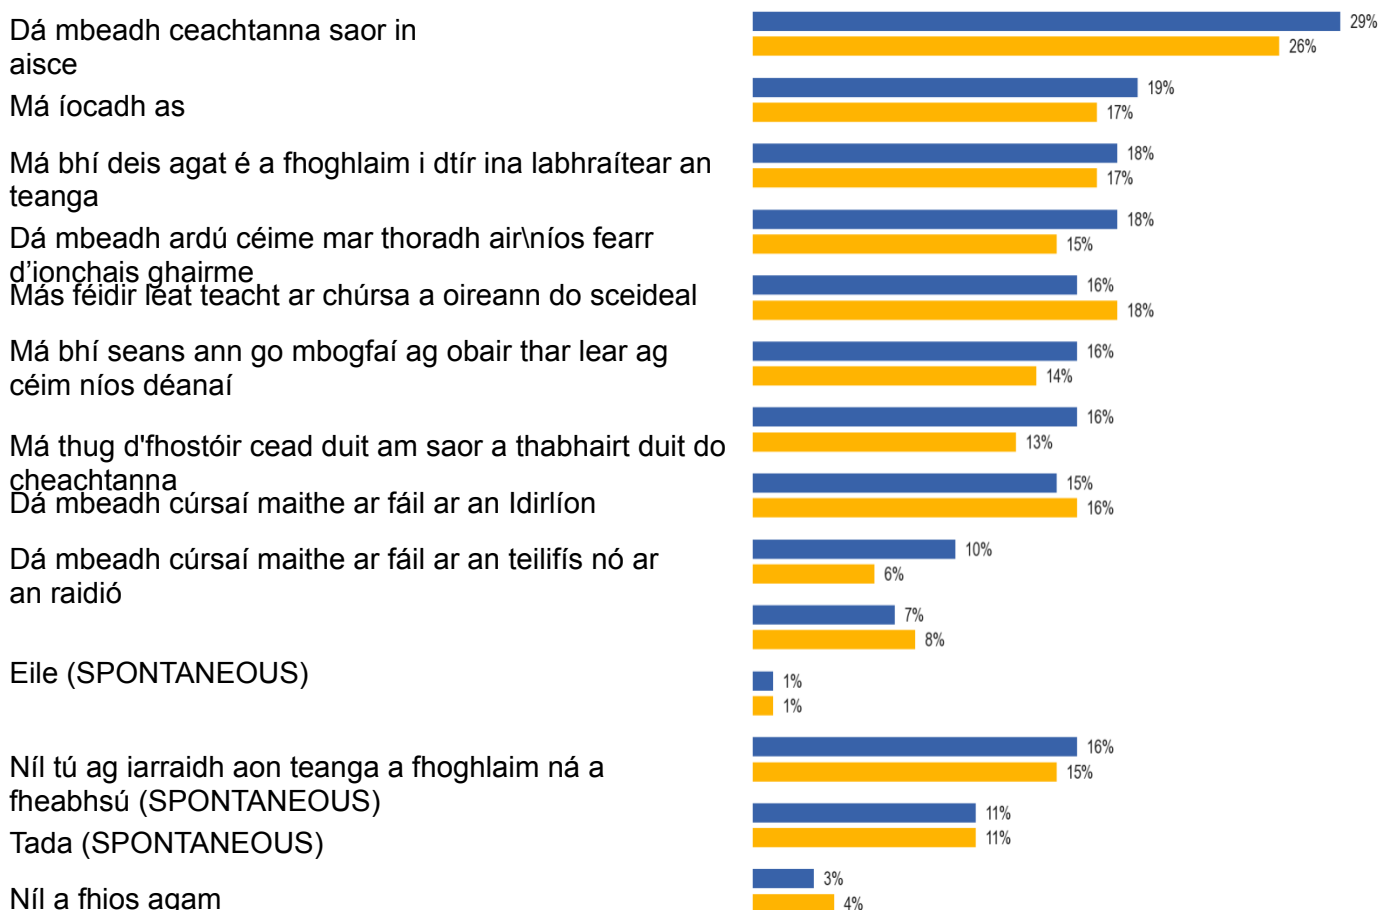 Dá mbeadh ceachtanna saor in
aisce
29%
26%
Má íocadh as
19%
17%
Má bhí deis agat é a fhoghlaim i dtír ina labhraítear an
teanga
18%
17%
Dá mbeadh ardú céime mar thoradh air\níos fearr
d'ionchais ghairme
18%
15%
Más féidir leat teacht ar chúrsa a oireann do sceideal
16%
18%
Má bhí seans ann go mbogfaí ag obair thar lear ag
céim níos déanaí
16%
14%
Má thug d'fhostóir cead duit am saor a thabhairt duit do
cheachtanna
16%
13%
Dá mbeadh cúrsaí maithe ar fáil ar an Idirlíon
15%
16%
Dá mbeadh cúrsaí maithe ar fáil ar an teilifís nó ar
an raidió
10%
6%
7%
8%
Eile (SPONTANEOUS)
1%
1%
Níl tú ag iarraidh aon teanga a fhoghlaim ná a
fheabhsú (SPONTANEOUS)
16%
15%
Tada (SPONTANEOUS)
11%
11%
Níl a fhios agam
3%
4%